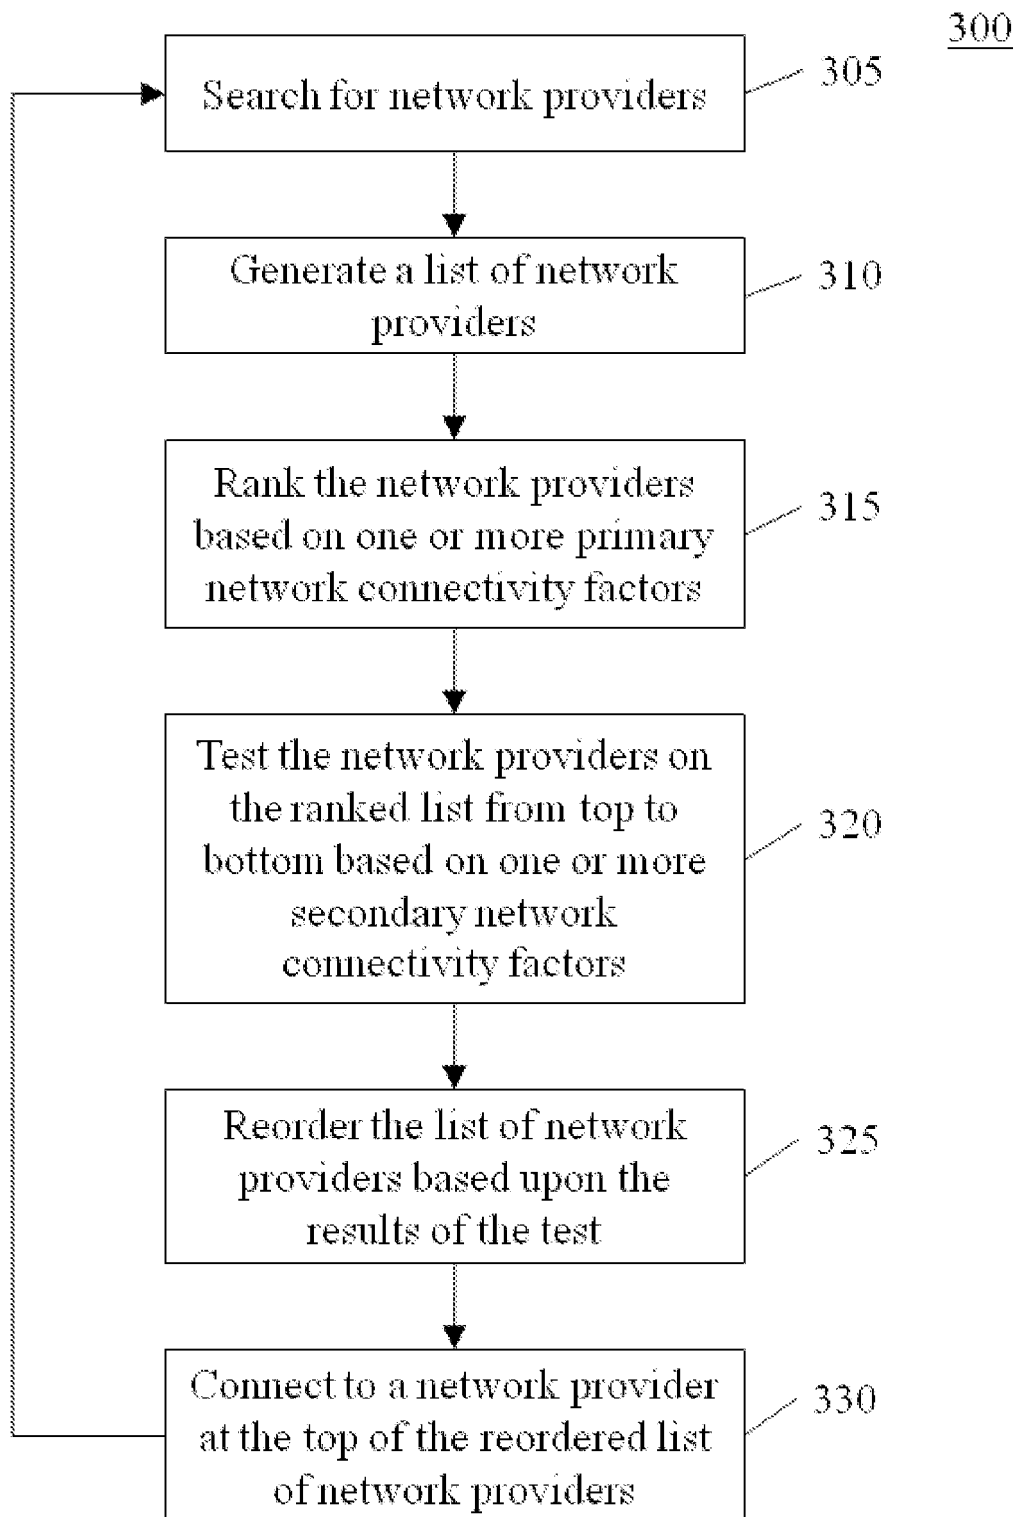 300
Search for network providers
305
Generate a list of network
providers
310
Rank the network providers
based on one or more primary
network connectivity factors
315
Test the network providers on
the ranked list from top to
bottom based on one or more
secondary network
connectivity factors
320
Reorder the list of network
providers based upon the
results of the test
325
Connect to a network provider
at the top of the reordered list
of network providers
330